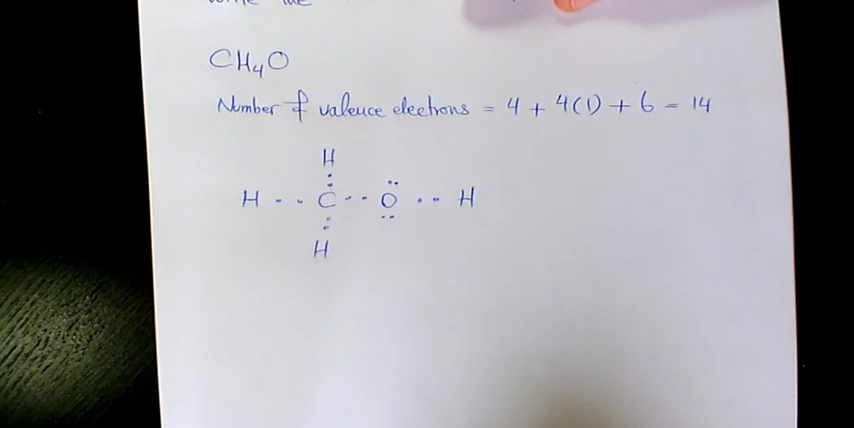 CH₄O
Number of valence electrons = 4 + 4(1) + 6 = 14
H
H · · C · · O · · H
H